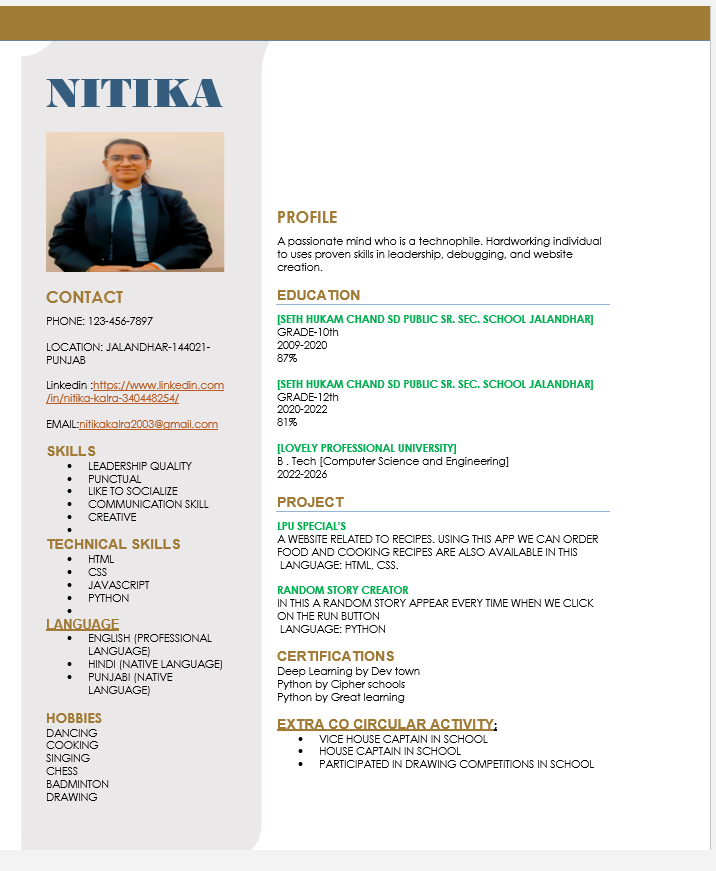 NITIKA
CONTACT
PHONE: 123-456-7897
LOCATION: JALANDHAR-144021-
PUNJAB
Linkedin :https://www.linkedin.com
/in/nitika-kalra-340448254/
EMAIL:nitikakalra2003@gmail.com
SKILLS
• LEADERSHIP QUALITY
• PUNCTUAL
• LIKE TO SOCIALIZE
• COMMUNICATION SKILL
• CREATIVE
•
TECHNICAL SKILLS
• HTML
• CSS
• JAVASCRIPT
• PYTHON
•
LANGUAGE
• ENGLISH (PROFESSIONAL
LANGUAGE)
• HINDI (NATIVE LANGUAGE)
• PUNJABI (NATIVE
LANGUAGE)
HOBBIES
DANCING
COOKING
SINGING
CHESS
BADMINTON
DRAWING
PROFILE
A passionate mind who is a technophile. Hardworking individual
to uses proven skills in leadership, debugging, and website
creation.
EDUCATION
[SETH HUKAM CHAND SD PUBLIC SR. SEC. SCHOOL JALANDHAR]
GRADE-10th
2009-2020
87%
[SETH HUKAM CHAND SD PUBLIC SR. SEC. SCHOOL JALANDHAR]
GRADE-12th
2020-2022
81%
[LOVELY PROFESSIONAL UNIVERSITY]
B . Tech [Computer Science and Engineering]
2022-2026
PROJECT
LPU SPECIAL'S
A WEBSITE RELATED TO RECIPES. USING THIS APP WE CAN ORDER
FOOD AND COOKING RECIPES ARE ALSO AVAILABLE IN THIS
LANGUAGE: HTML, CSS.
RANDOM STORY CREATOR
IN THIS A RANDOM STORY APPEAR EVERY TIME WHEN WE CLICK
ON THE RUN BUTTON
LANGUAGE: PYTHON
CERTIFICATIONS
Deep Learning by Dev town
Python by Cipher schools
Python by Great learning
EXTRA CO CIRCULAR ACTIVITY:
• VICE HOUSE CAPTAIN IN SCHOOL
• HOUSE CAPTAIN IN SCHOOL
• PARTICIPATED IN DRAWING COMPETITIONS IN SCHOOL